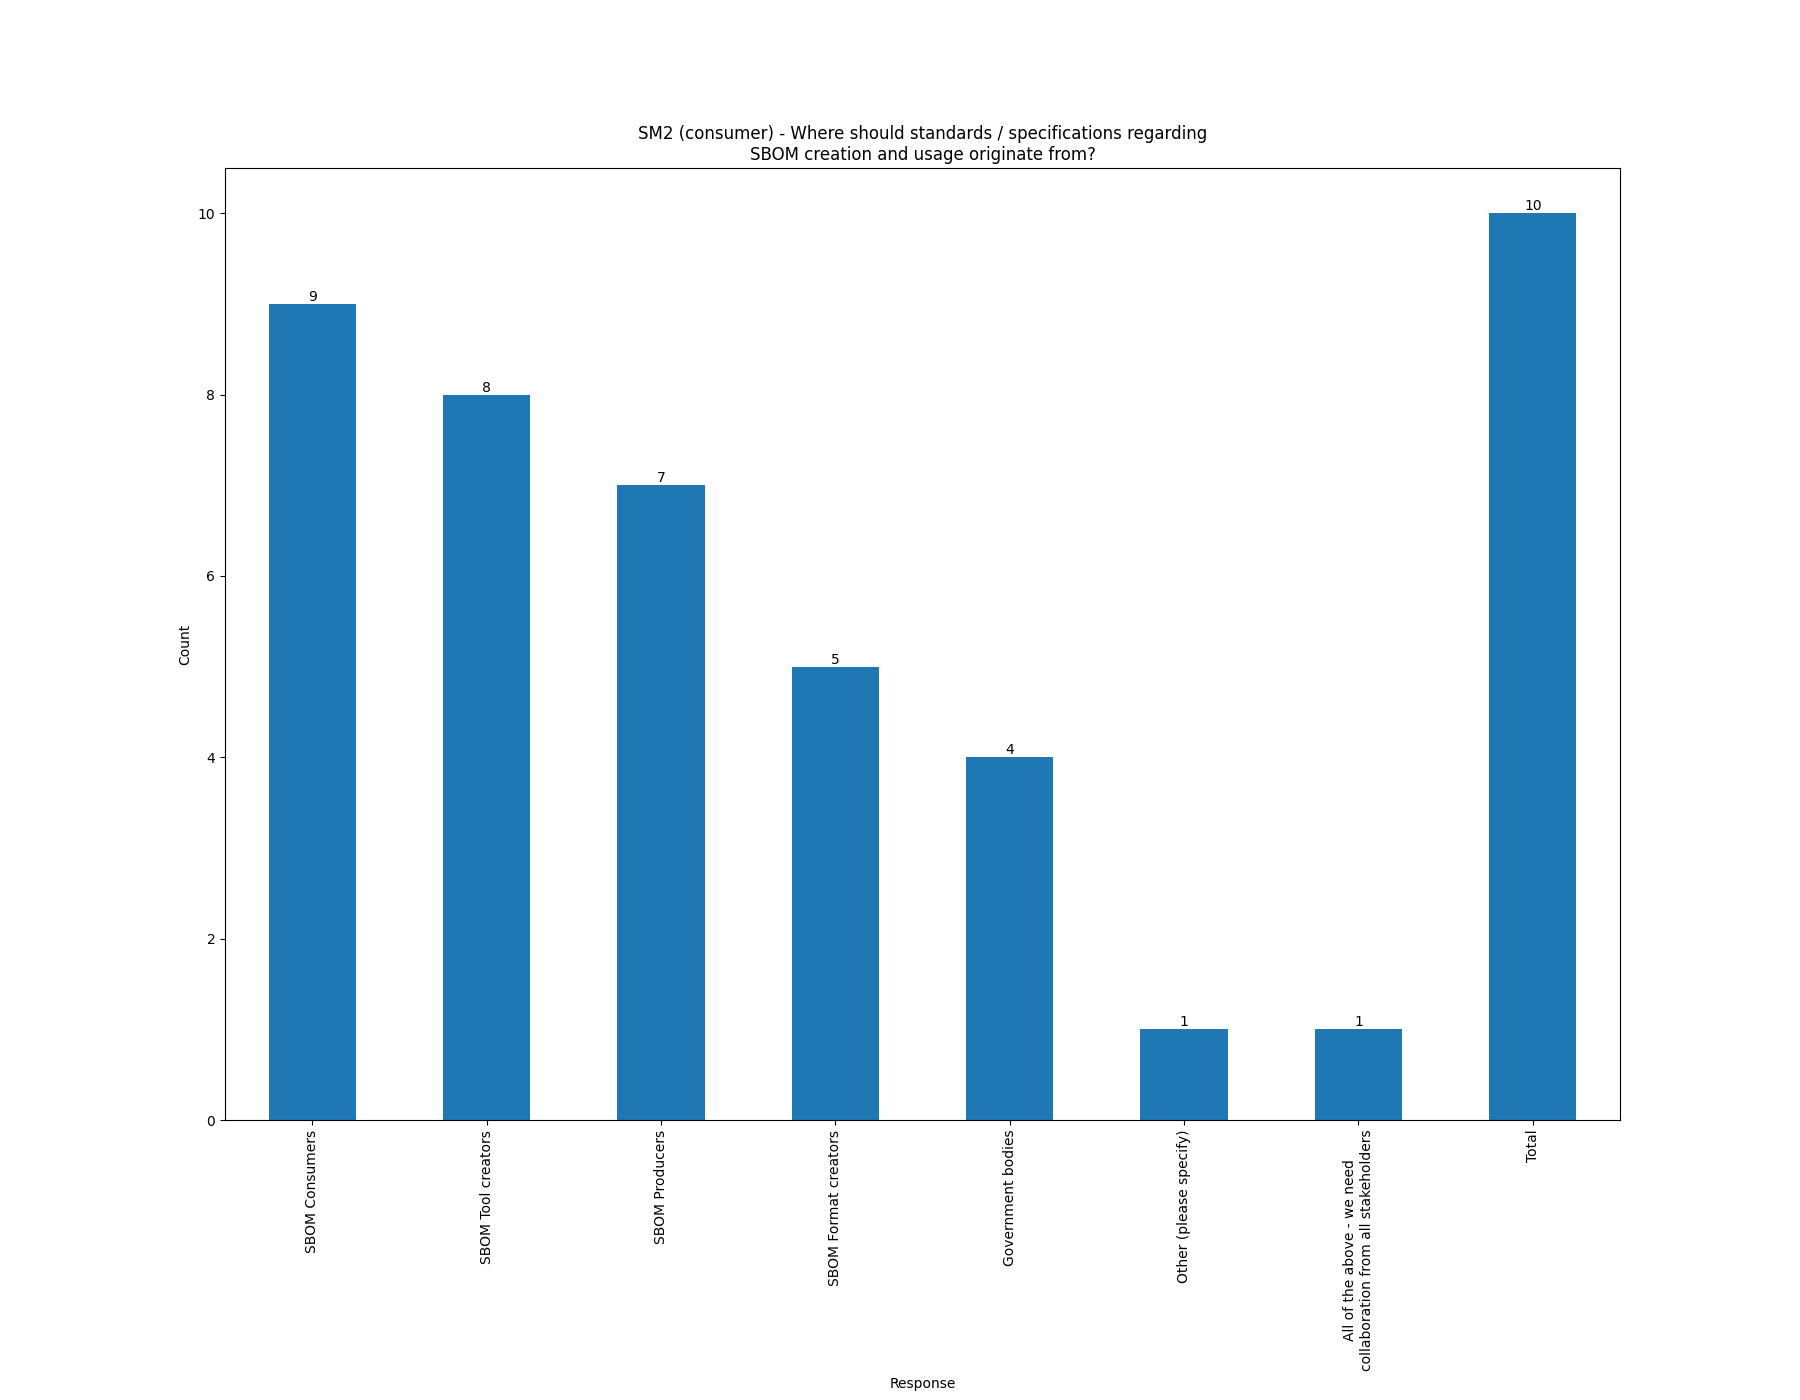 SM2 (consumer) - Where should standards / specifications regarding
SBOM creation and usage originate from?
10
8
6
4
2
0
Count
9
8
7
5
4
1
1
10
SBOM Consumers
SBOM Tool creators
SBOM Producers
SBOM Format creators
Government bodies
Other (please specify)
All of the above - we need
collaboration from all stakeholders
Total
Response